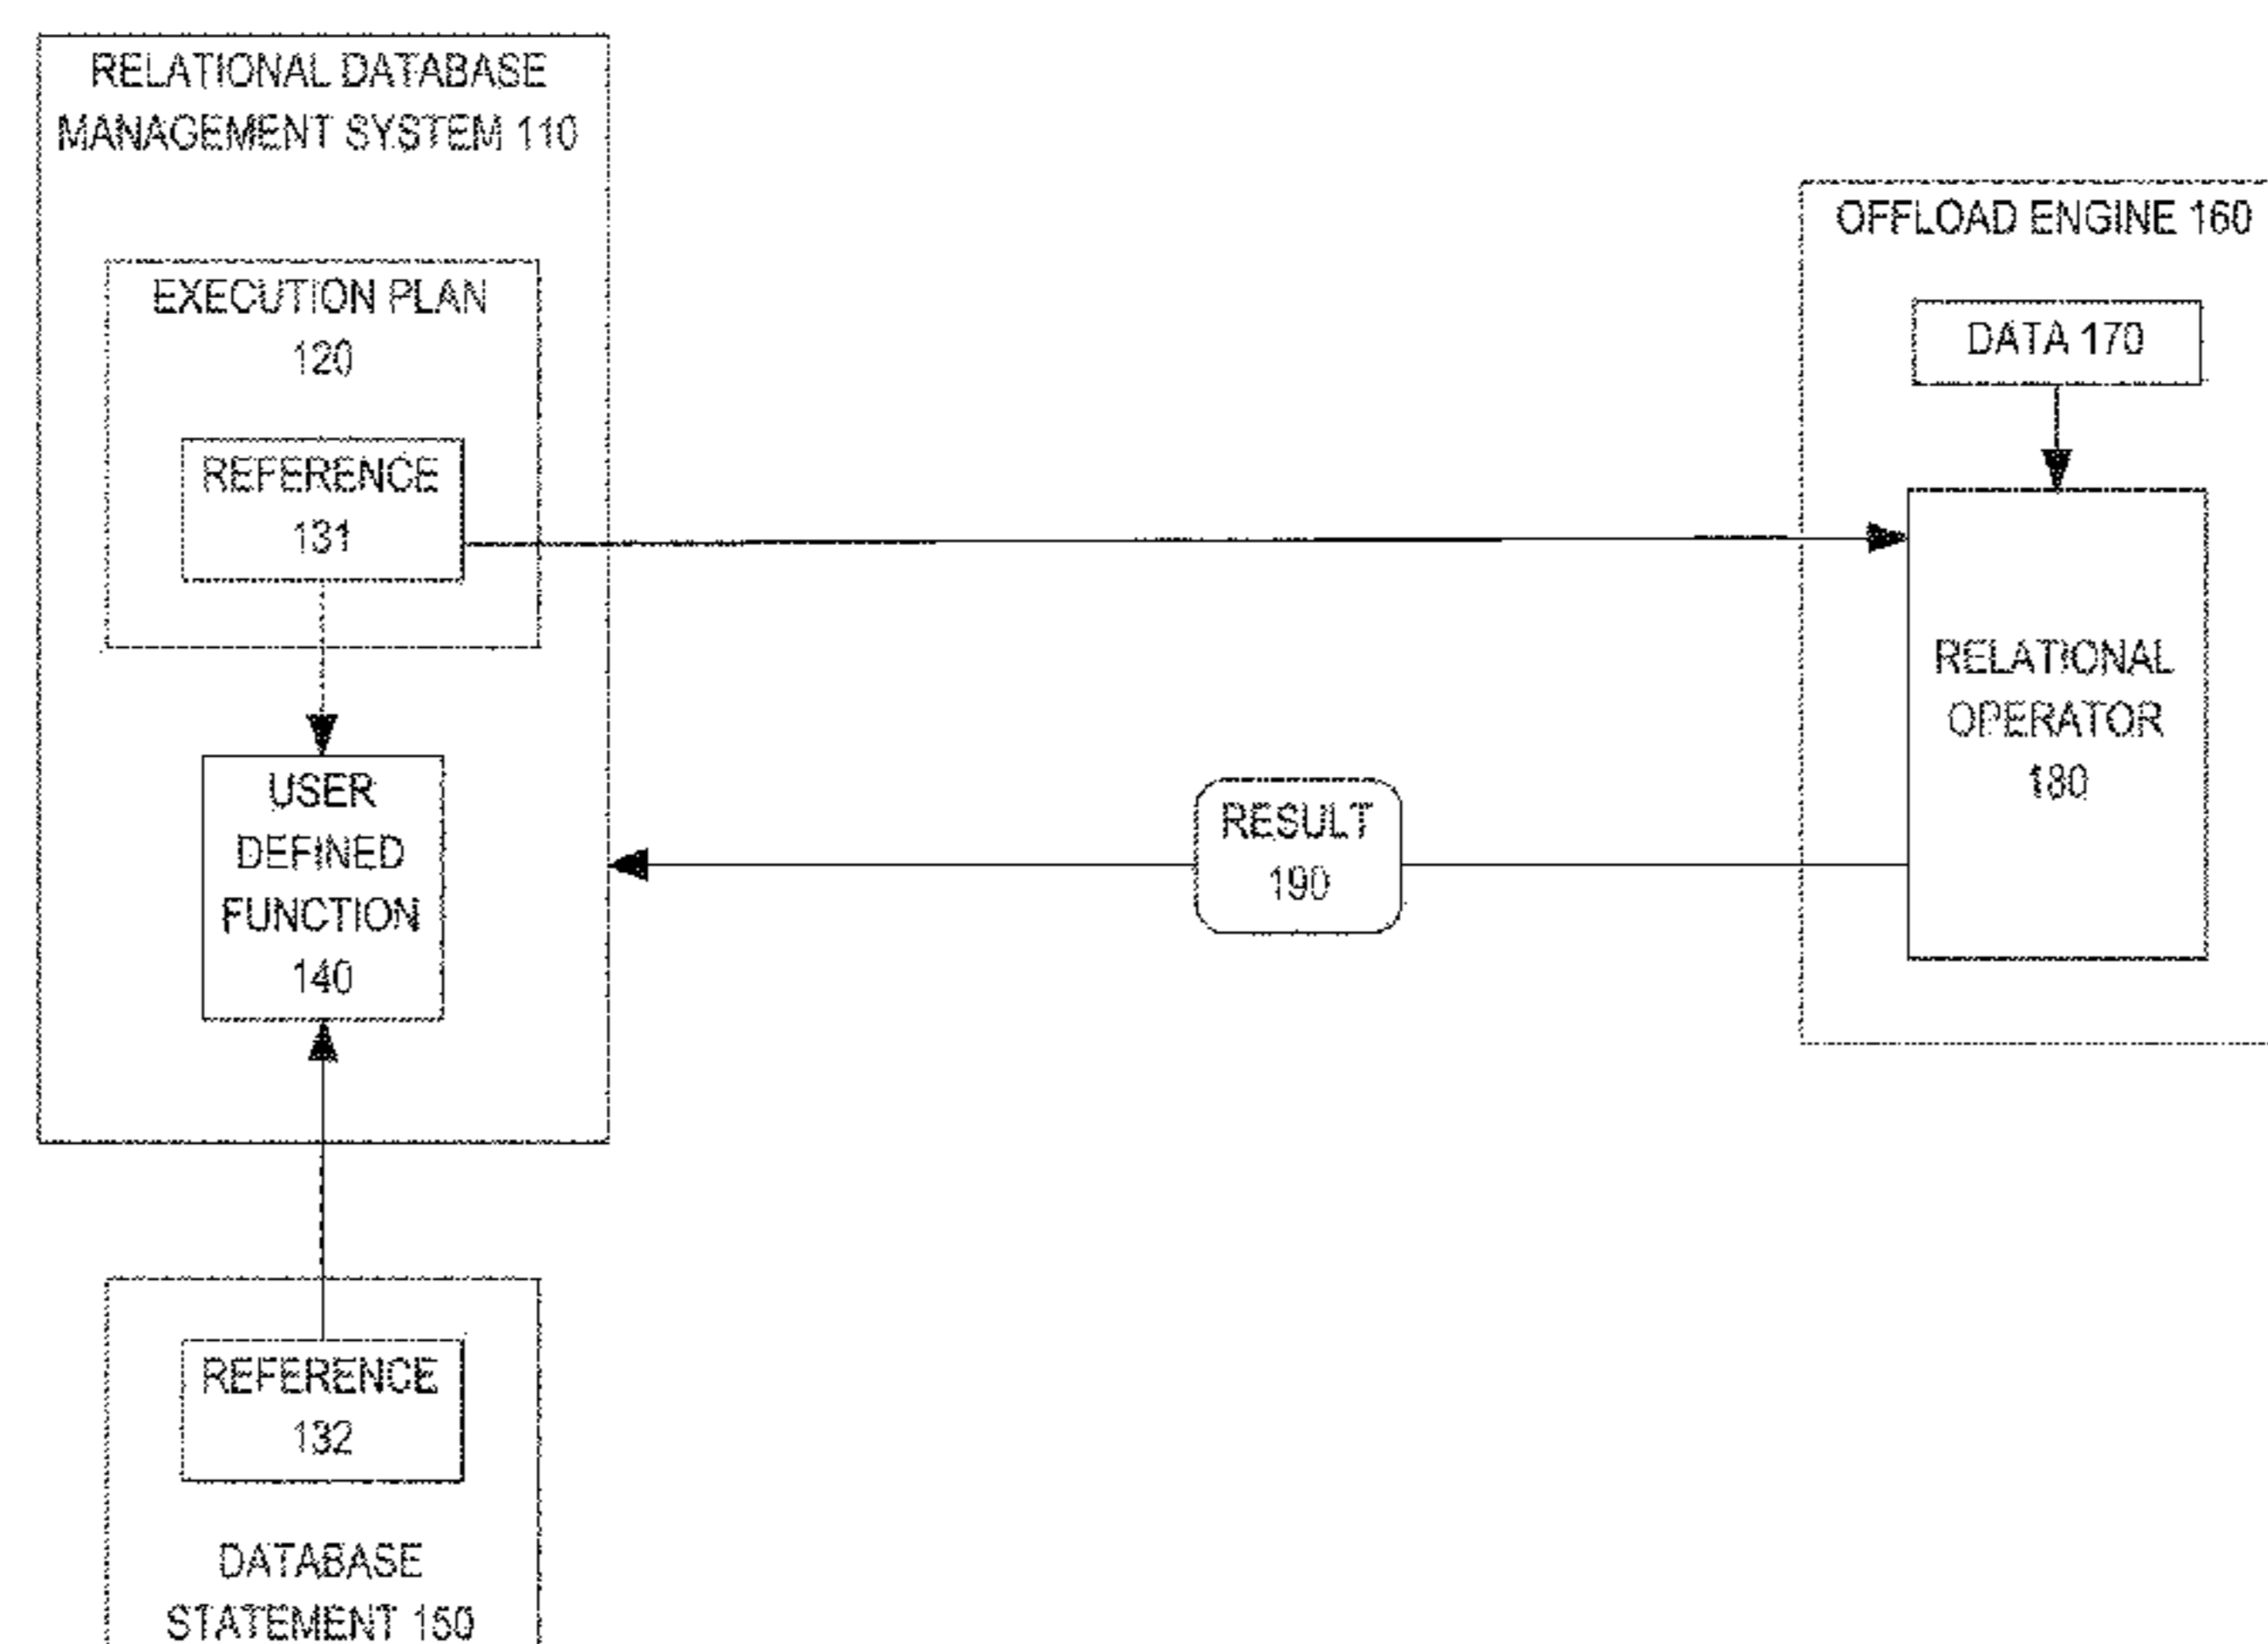 RELATIONAL DATABASE
MANAGEMENT SYSTEM 110
EXECUTION PLAN
120
REFERENCE
131
USER
DEFINED
FUNCTION
140
REFERENCE
132
DATABASE
STATEMENT 150
RESULT
190
OFFLOAD ENGINE 160
DATA 170
RELATIONAL
OPERATOR
180